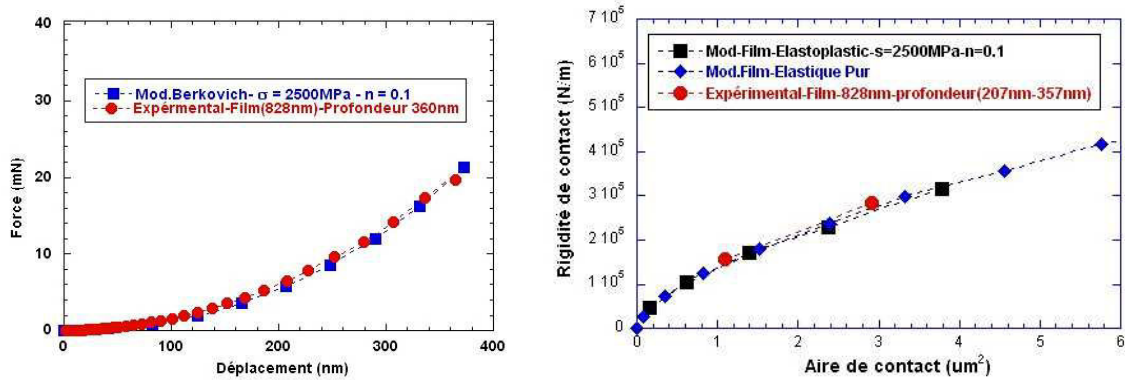 40
30
20
10
0
0
100
200
300
400
Force (mN)
Déplacement (nm)
Mod.Berkovich- σ = 2500MPa - n = 0.1
Expérmental-Film(828nm)-Profondeur 360nm
7 10⁵
6 10⁵
5 10⁵
4 10⁵
3 10⁵
2 10⁵
1 10⁵
0
0
1
2
3
4
5
6
Rigidité de contact (N/m)
Aire de contact (um²)
Mod-Film-Elastoplastic-s=2500MPa-n=0.1
Mod.Film-Elastique Pur
Expérimental-Film-828nm-profondeur(207nm-357nm)